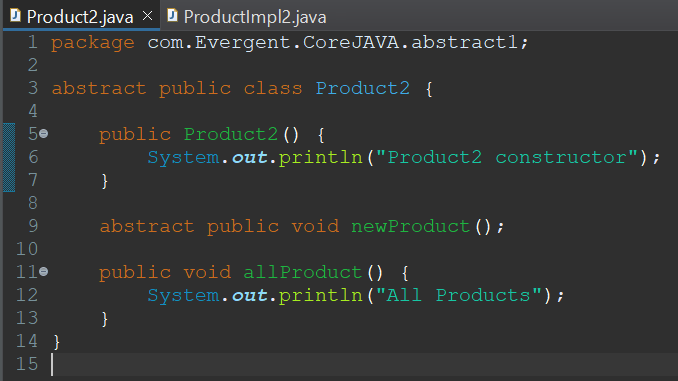 Product2.java ProductImpl2.java
1 package com.Evergent.CoreJAVA.abstract1;
2
3 abstract public class Product2 {
4
5 public Product2() {
6 System.out.println("Product2 constructor");
7 }
8
9 abstract public void newProduct();
10
11 public void allProduct() {
12 System.out.println("All Products");
13 }
14 }
15